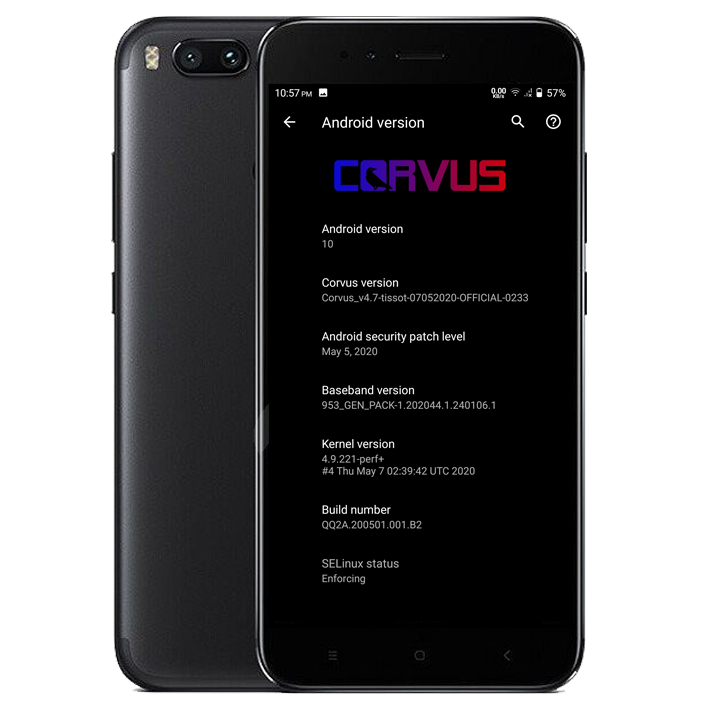 10:57 PM 0.00 KB/s 57%
Android version
CORVUS
Android version
10
Corvus version
Corvus_v4.7-tissot-07052020-OFFICIAL-0233
Android security patch level
May 5, 2020
Baseband version
953_GEN_PACK-1.202044.1.240106.1
Kernel version
4.9.221-perf+
#4 Thu May 7 02:39:42 UTC 2020
Build number
QQ2A.200501.001.B2
SELinux status
Enforcing